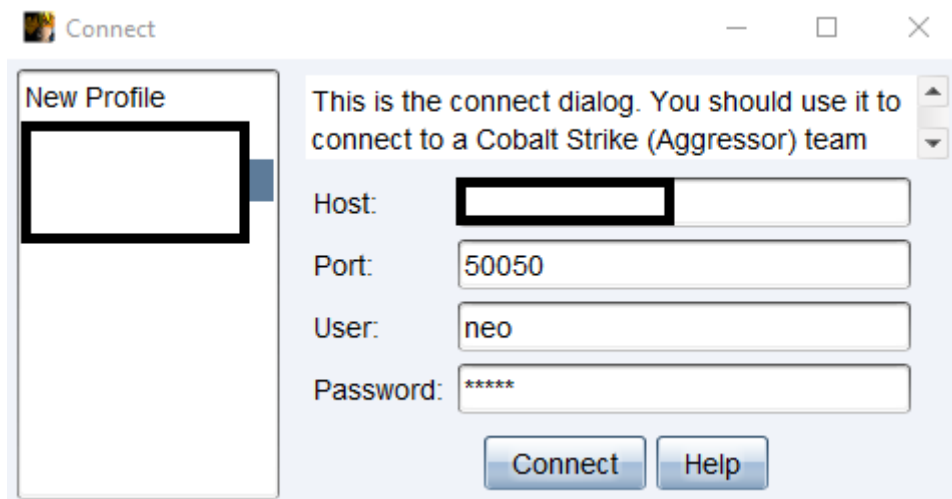 Connect
New Profile
This is the connect dialog. You should use it to
connect to a Cobalt Strike (Aggressor) team
Host:
Port: 50050
User: neo
Password: *****
Connect Help